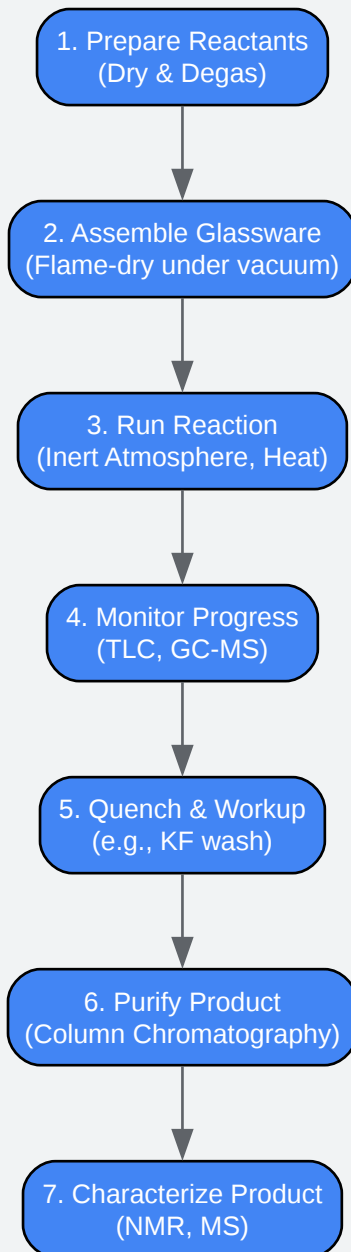 1. Prepare Reactants
(Dry & Degas)
2. Assemble Glassware
(Flame-dry under vacuum)
3. Run Reaction
(Inert Atmosphere, Heat)
4. Monitor Progress
(TLC, GC-MS)
5. Quench & Workup
(e.g., KF wash)
6. Purify Product
(Column Chromatography)
7. Characterize Product
(NMR, MS)